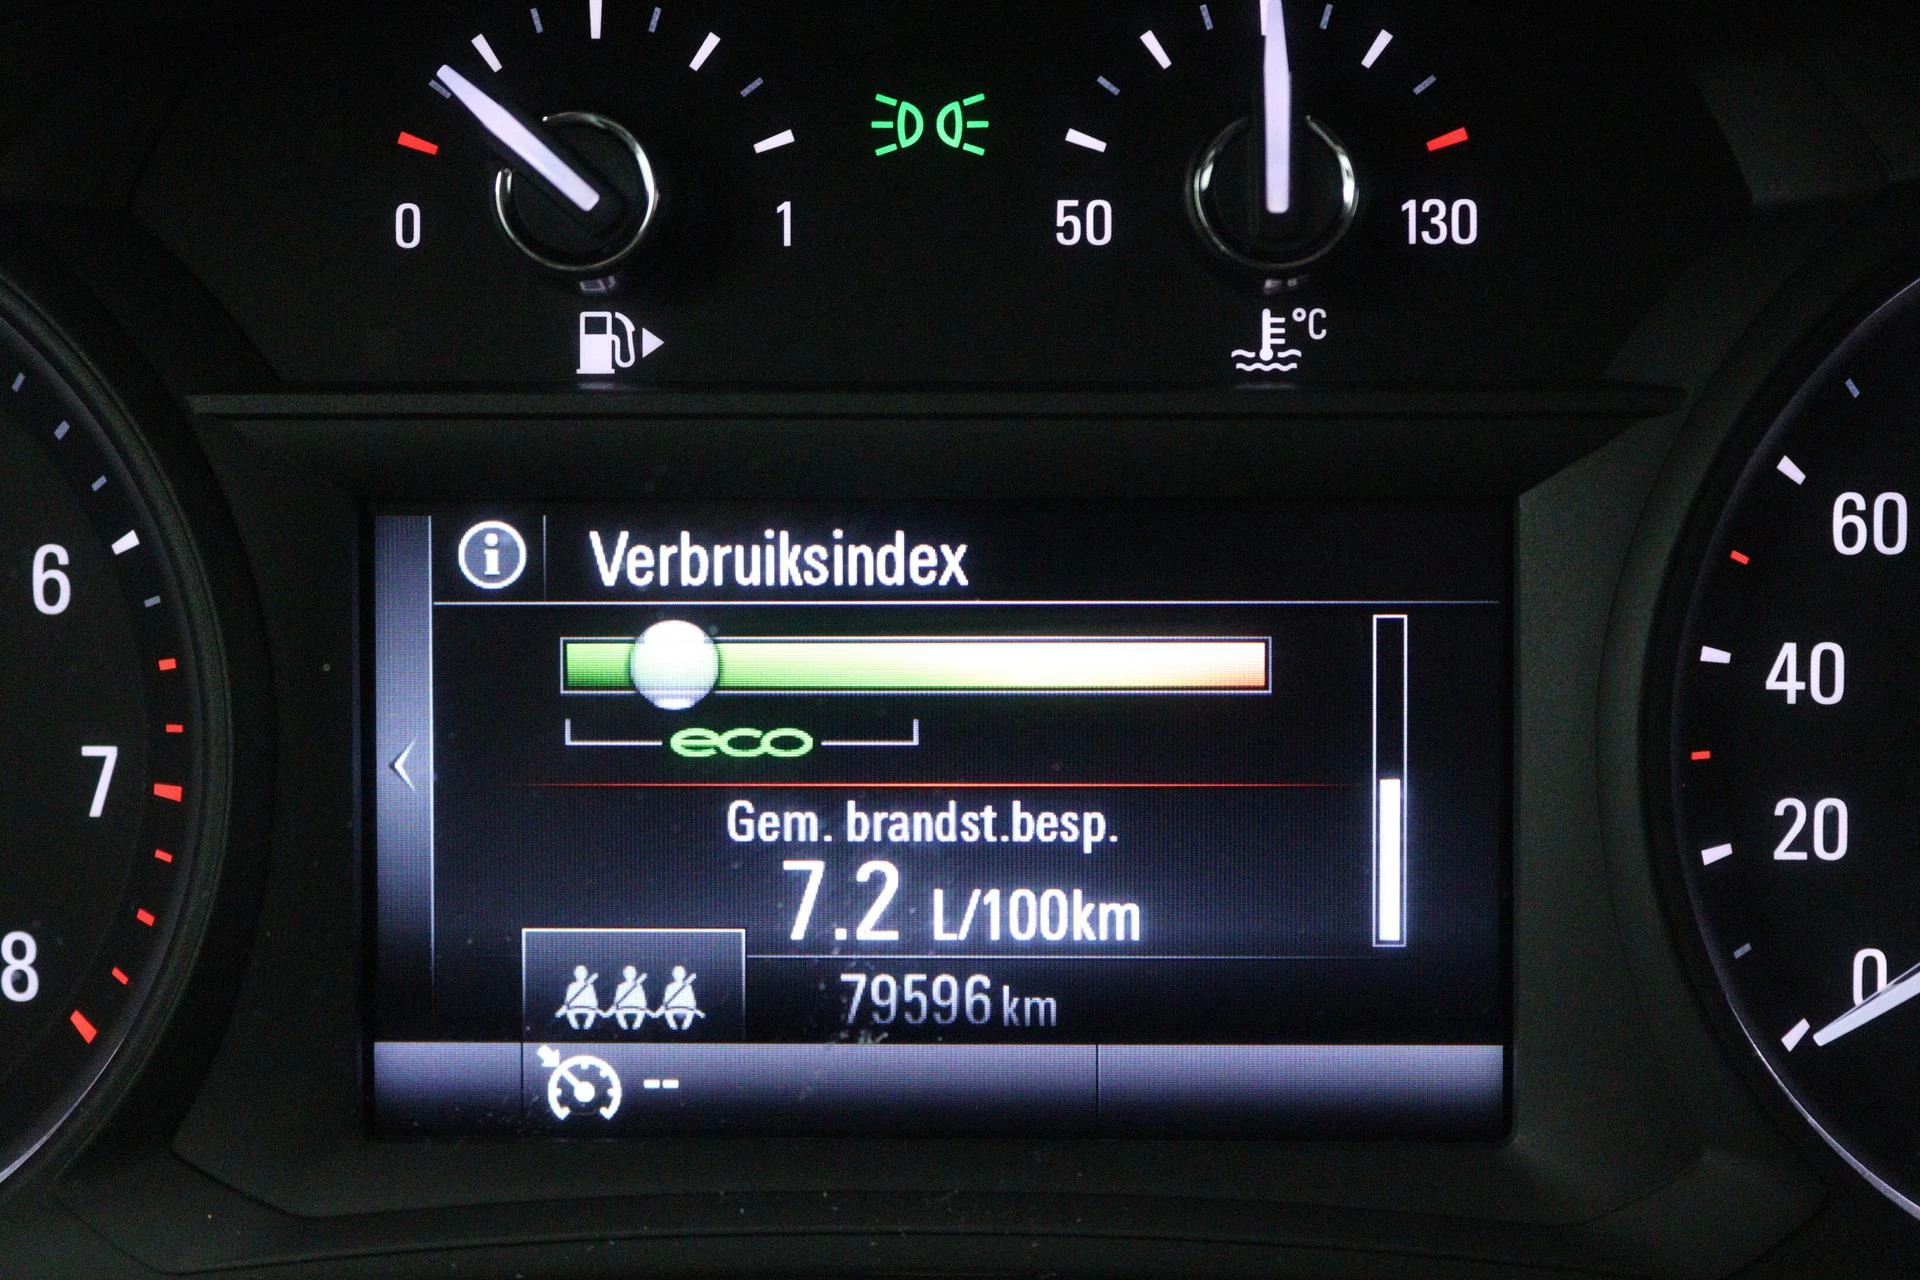 0 1 50 130
°C
6
7
8
Verbruiksindex
eco
Gem. brandst.besp.
7.2 L/100km
79596 km
--
60
40
20
0